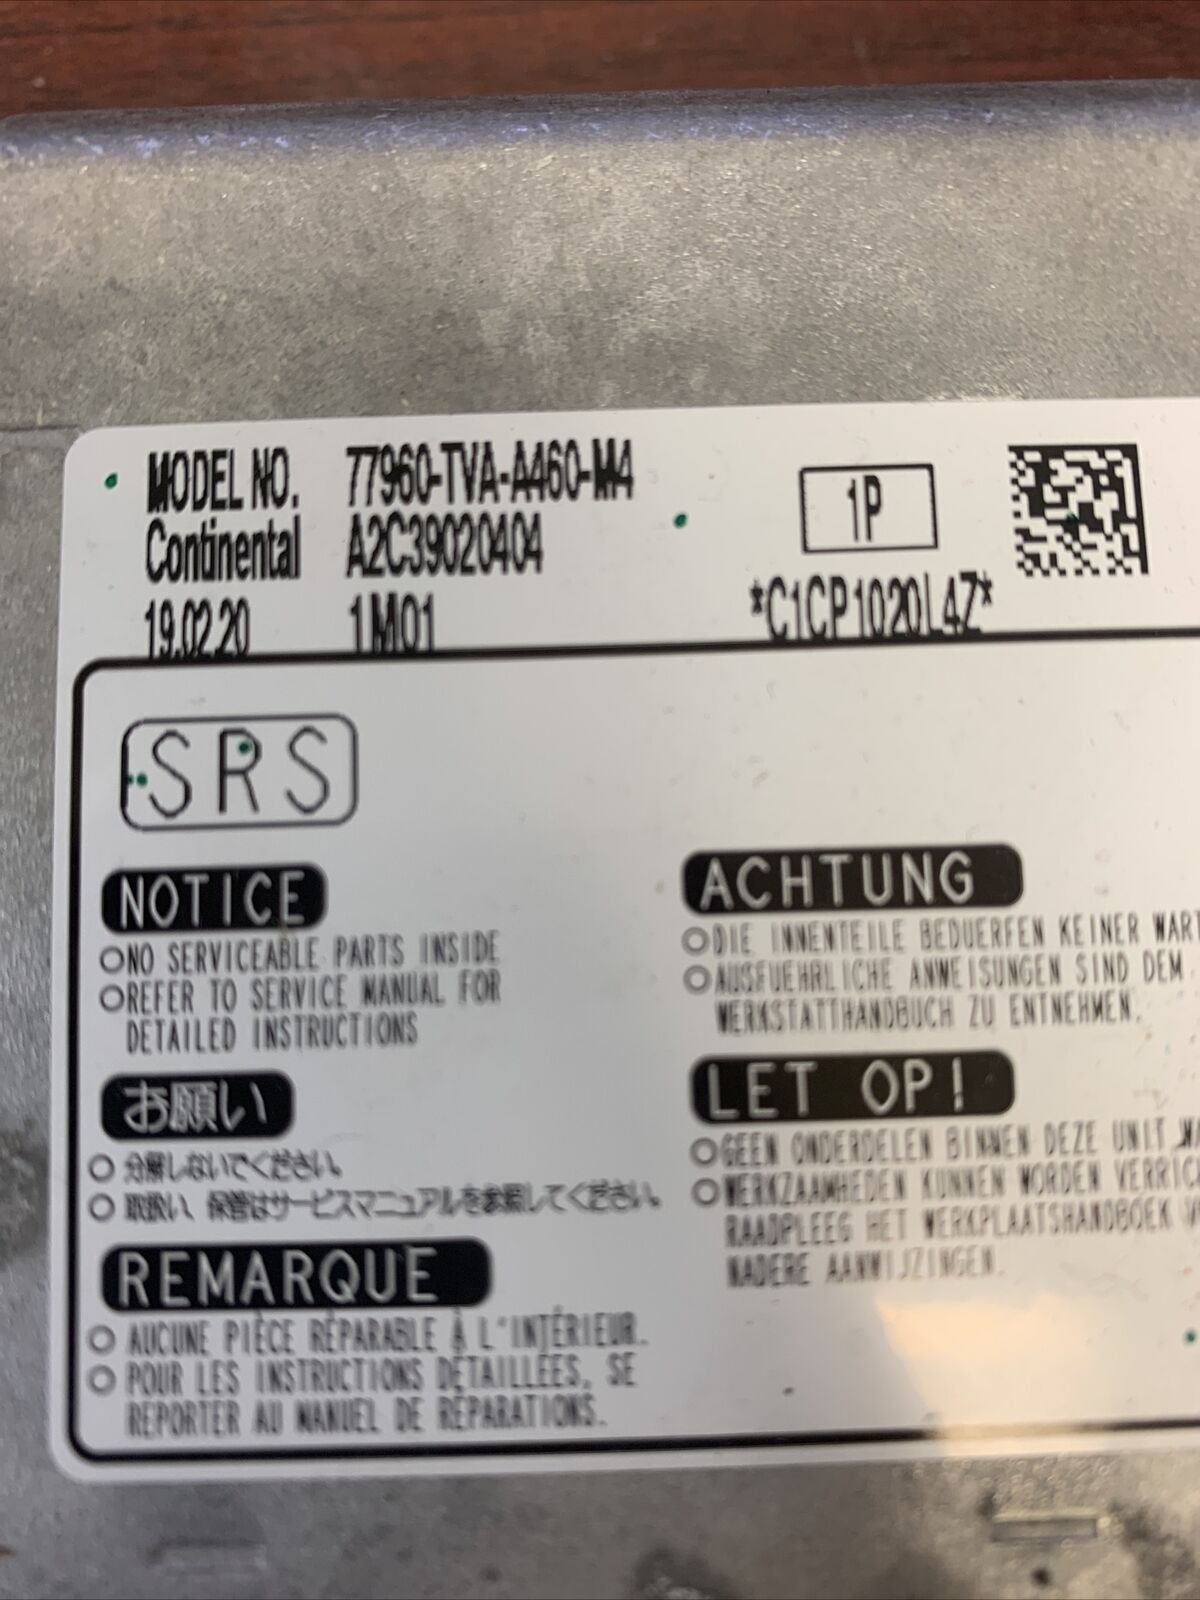 MODEL NO. 77960-TVA-A460-M4
Continental A2C39020404
19.02.20 1M01
1P
*C1CP1020L4Z*
SRS
NOTICE
○NO SERVICEABLE PARTS INSIDE
○REFER TO SERVICE MANUAL FOR
DETAILED INSTRUCTIONS
お願い
○ 分解しないでください。
○ 取扱い、保管はサービスマニュアルを参照してください。
REMARQUE
○ AUCUNE PIÈCE RÉPARABLE À L'INTÉRIEUR.
○ POUR LES INSTRUCTIONS DÉTAILLÉES, SE
REPORTER AU MANUEL DE RÉPARATIONS.
ACHTUNG
○DIE INNENTEILE BEDUERFEN KEINER WART
○AUSFUEHRLICHE ANWEISUNGEN SIND DEM
WERKSTATTHANDBUCH ZU ENTNEHMEN.
LET OP!
○GEEN ONDERDELEN BINNEN DEZE UNIT
○WERKZAAMHEDEN KUNNEN WORDEN VERRIC
RAADPLEEG HET WERKPLAATSHANDBOEK
NADERE AANWIJZINGEN.